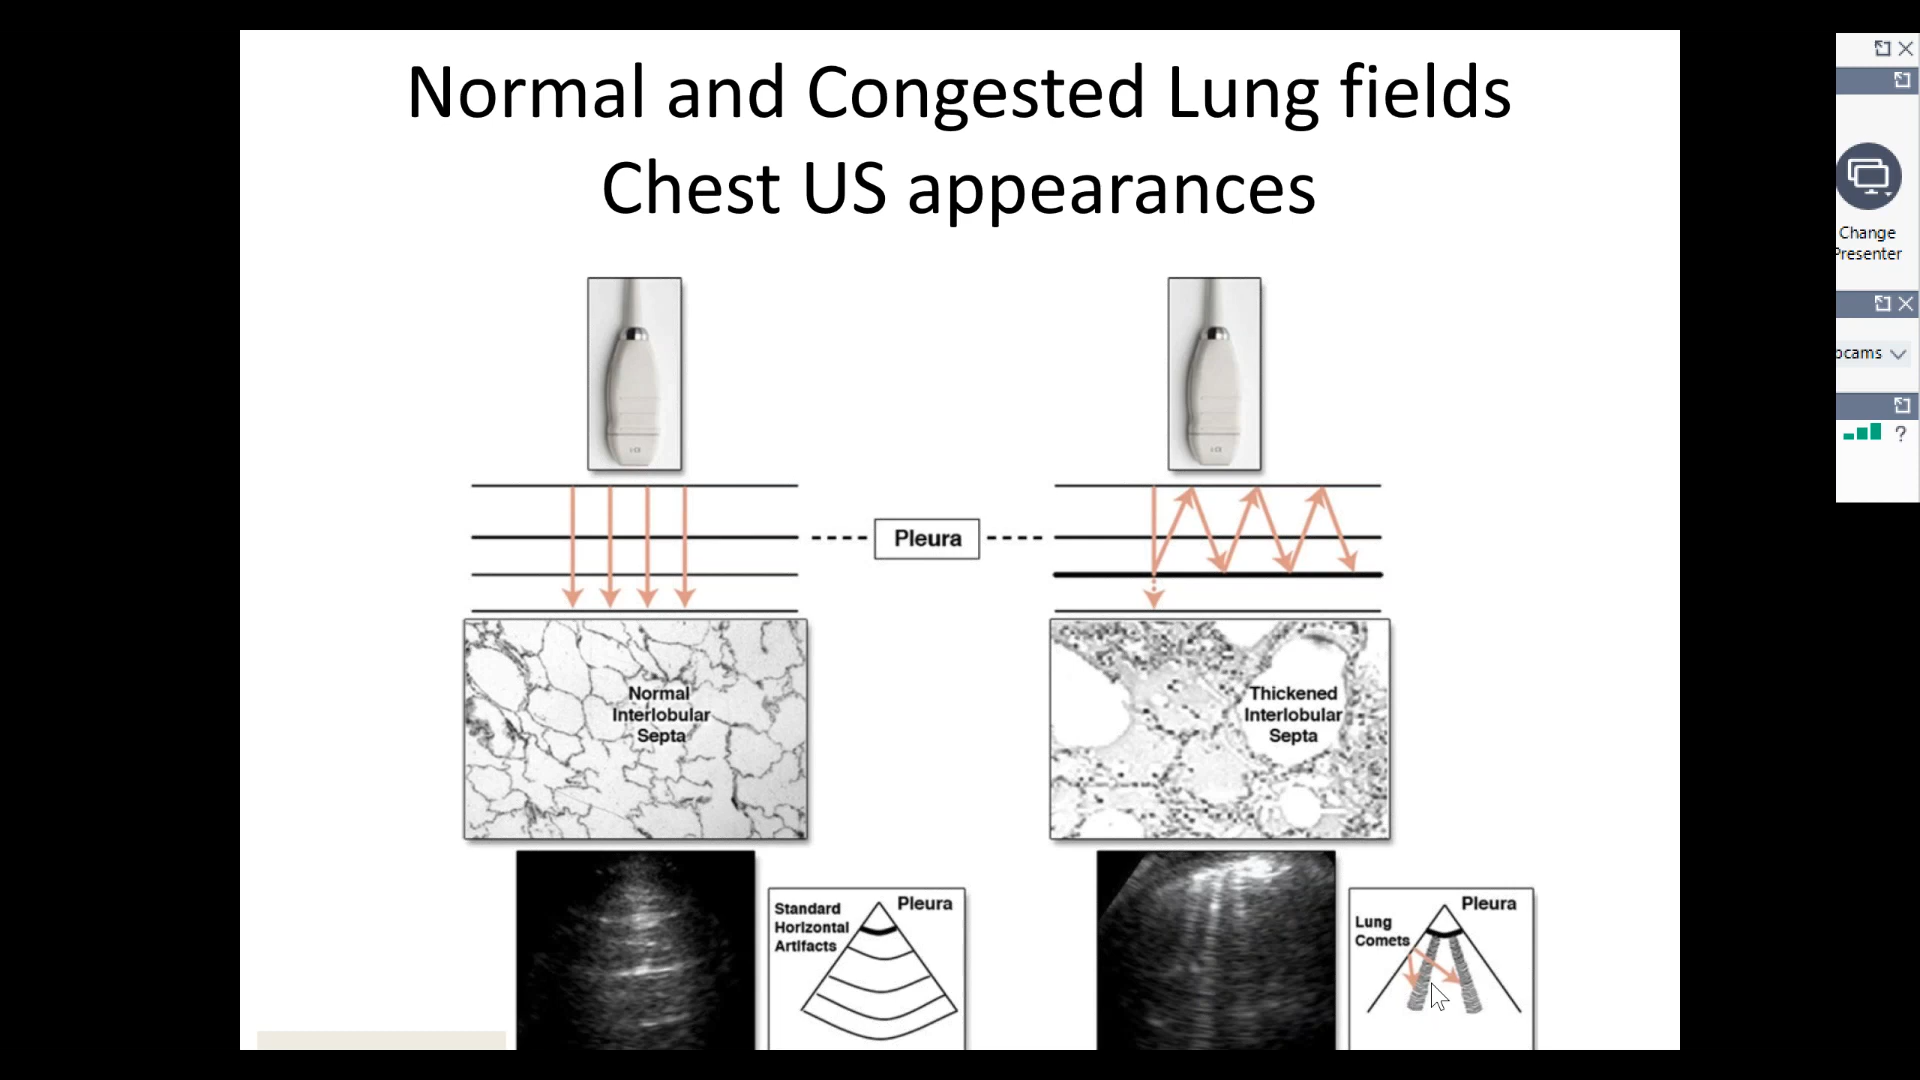 Normal and Congested Lung fields
Chest US appearances
Pleura
Normal
Interlobular
Septa
Thickened
Interlobular
Septa
Standard
Horizontal
Artifacts
Pleura
Lung
Comets
Pleura
Change
Presenter
?